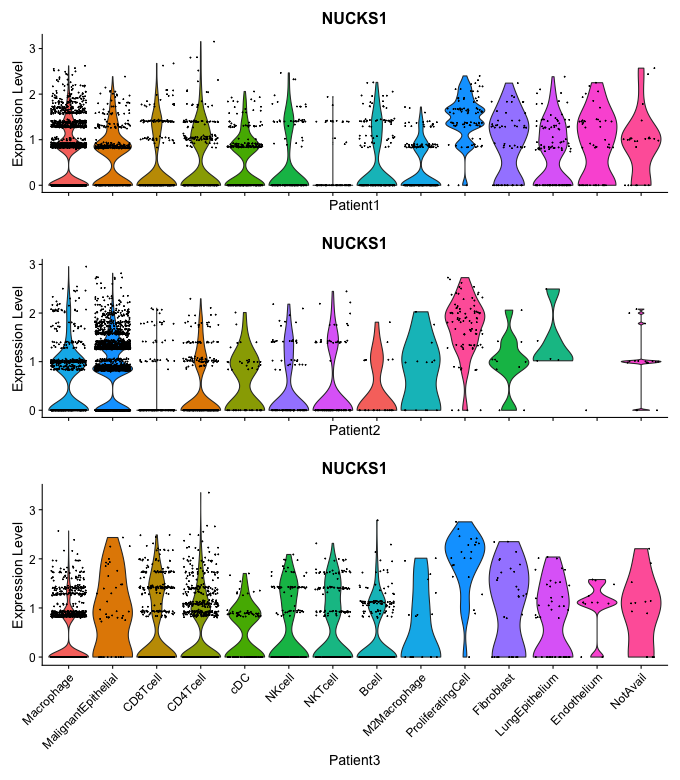 NUCKS1
Expression Level
3
2
1
0
Patient1
NUCKS1
Expression Level
3
2
1
0
Patient2
NUCKS1
Expression Level
3
2
1
0
Macrophage
MalignantEpithelial
CD8Tcell
CD4Tcell
cDC
NKcell
NKTcell
Bcell
M2Macrophage
ProliferatingCell
Fibroblast
LungEpithelium
Endothelium
NotAvail
Patient3